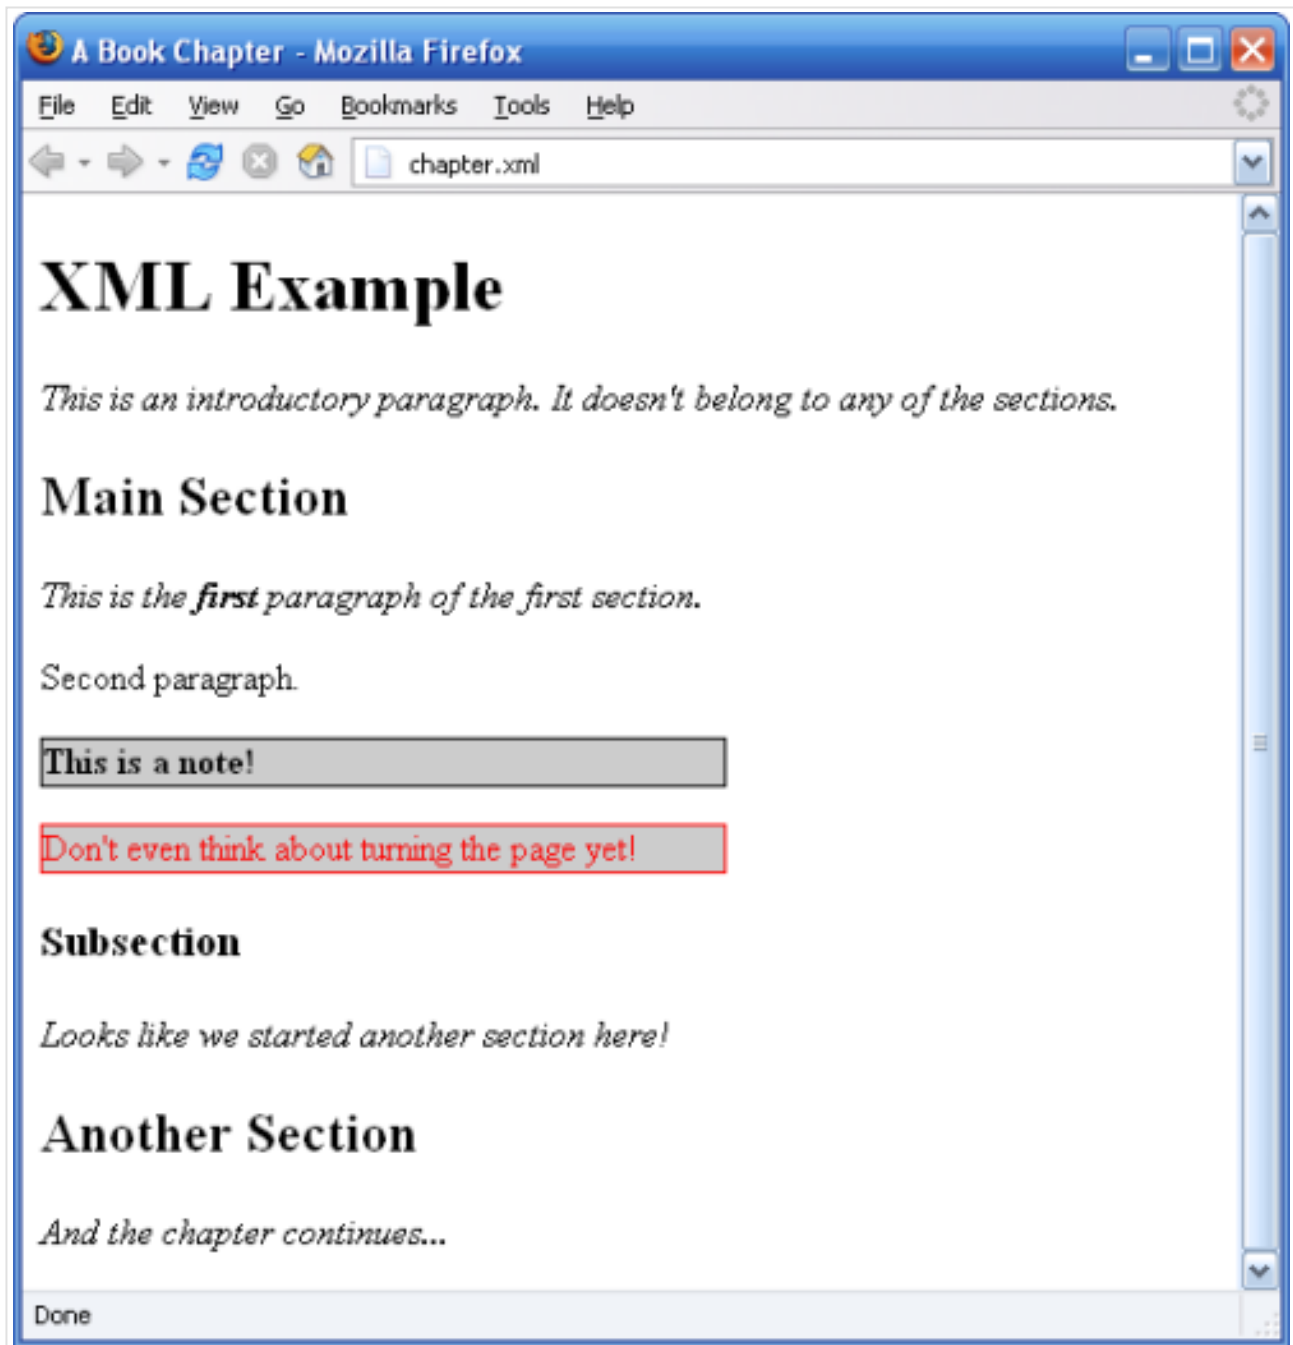 A Book Chapter - Mozilla Firefox
File Edit View Go Bookmarks Tools Help
chapter.xml
XML Example
This is an introductory paragraph. It doesn't belong to any of the sections.
Main Section
This is the first paragraph of the first section.
Second paragraph.
This is a note!
Don't even think about turning the page yet!
Subsection
Looks like we started another section here!
Another Section
And the chapter continues...
Done